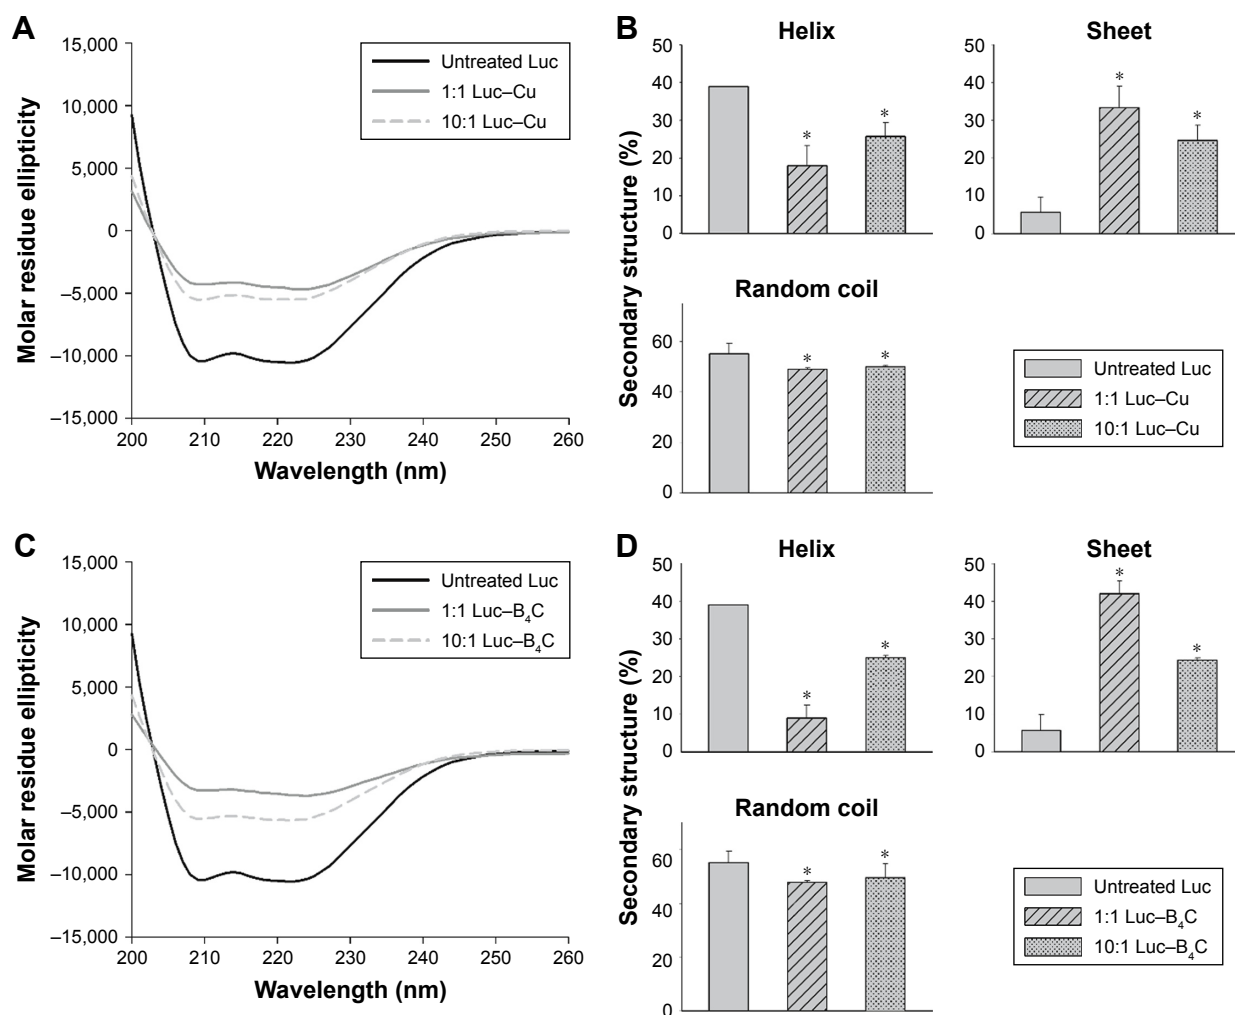 A
15,000
10,000
5,000
0
–5,000
–10,000
–15,000
200 210 220 230 240 250 260
Wavelength (nm)
Molar residue ellipticity
Untreated Luc
1:1 Luc–Cu
10:1 Luc–Cu
B
Secondary structure (%)
Helix
50
40
30
20
10
0
* *
Sheet
50
40
30
20
10
0
* *
Random coil
60
40
20
0
* *
Untreated Luc
1:1 Luc–Cu
10:1 Luc–Cu
C
15,000
10,000
5,000
0
–5,000
–10,000
–15,000
200 210 220 230 240 250 260
Wavelength (nm)
Molar residue ellipticity
Untreated Luc
1:1 Luc–B₄C
10:1 Luc–B₄C
D
Secondary structure (%)
Helix
50
40
30
20
10
0
* *
Sheet
50
40
30
20
10
0
* *
Random coil
60
40
20
0
* *
Untreated Luc
1:1 Luc–B₄C
10:1 Luc–B₄C